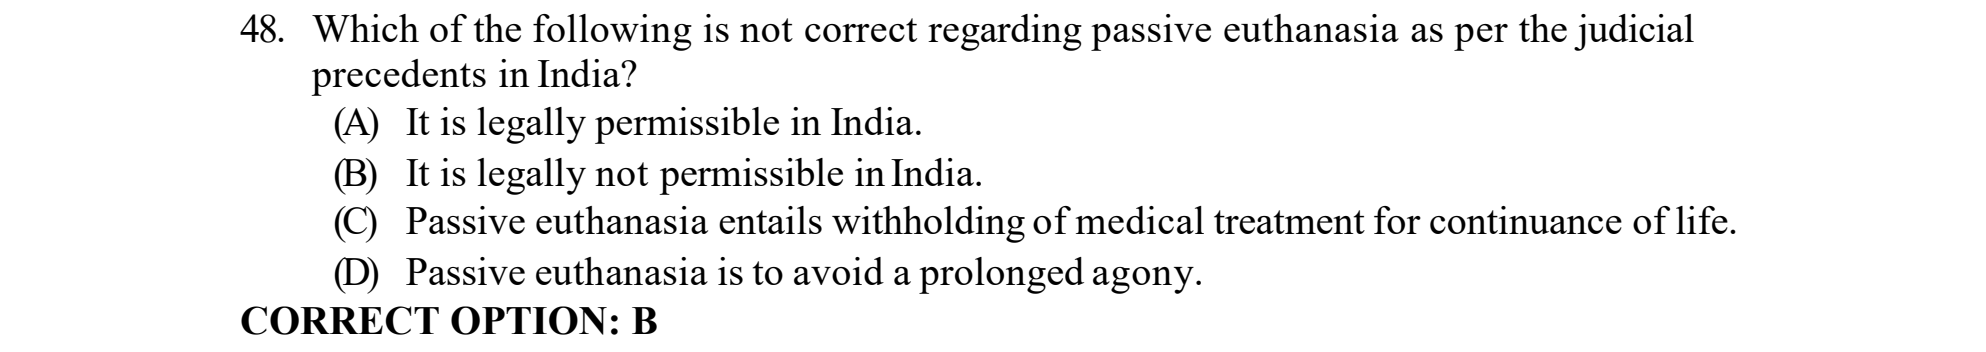 48. Which of the following is not correct regarding passive euthanasia as per the judicial
precedents in India?
(A) It is legally permissible in India.
(B) It is legally not permissible in India.
(C) Passive euthanasia entails withholding of medical treatment for continuance of life.
(D) Passive euthanasia is to avoid a prolonged agony.
CORRECT OPTION: B